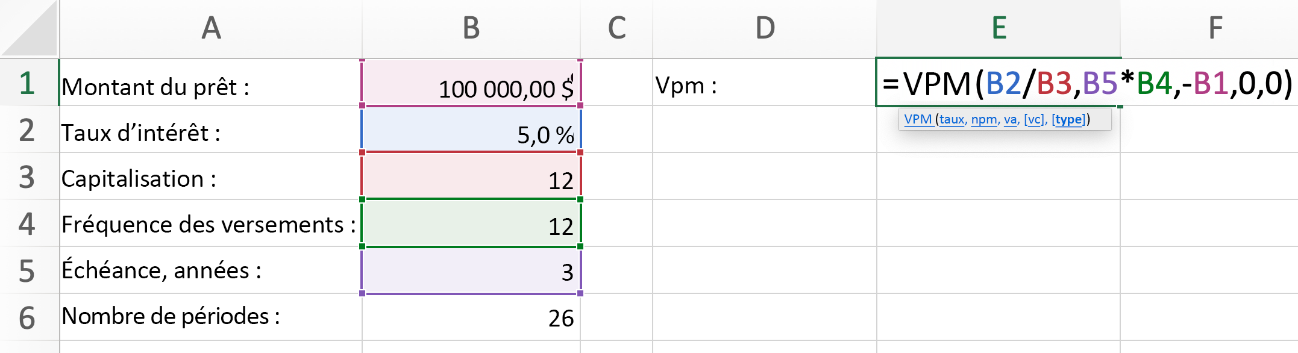 A B C D E F
1 Montant du prêt : 100 000,00 $ Vpm : =VPM(B2/B3,B5*B4,-B1,0,0)
VPM (taux, npm, va, [vc], [type])
2 Taux d’intérêt : 5,0 %
3 Capitalisation : 12
4 Fréquence des versements : 12
5 Échéance, années : 3
6 Nombre de périodes : 26